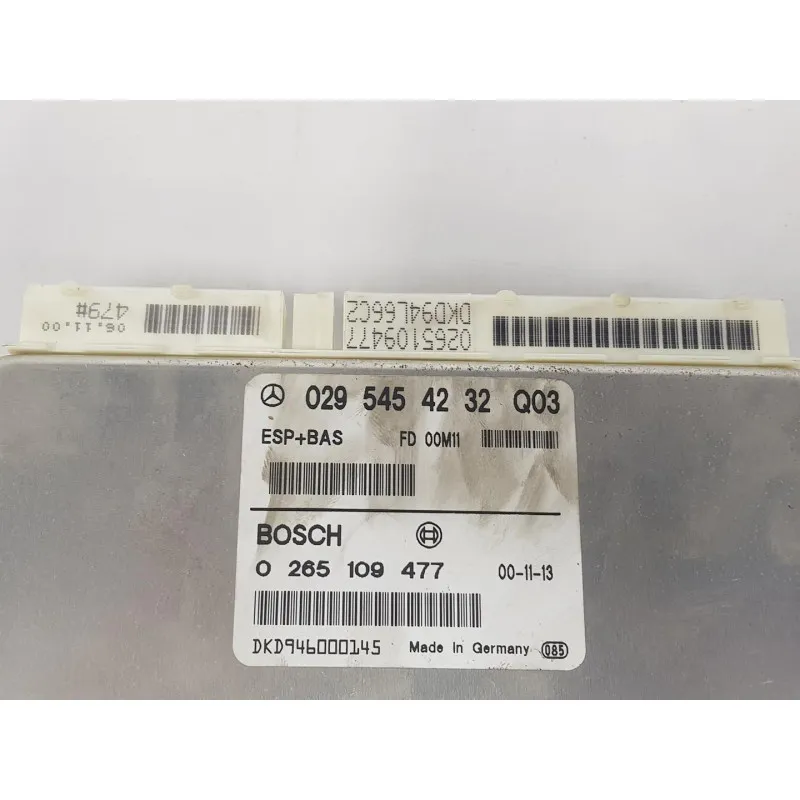 479#
06.11.00
DKD94L66C2
0265109477
029 545 42 32 Q03
ESP+BAS FD 00M11
BOSCH
0 265 109 477 00-11-13
DKD946000145 Made in Germany 085